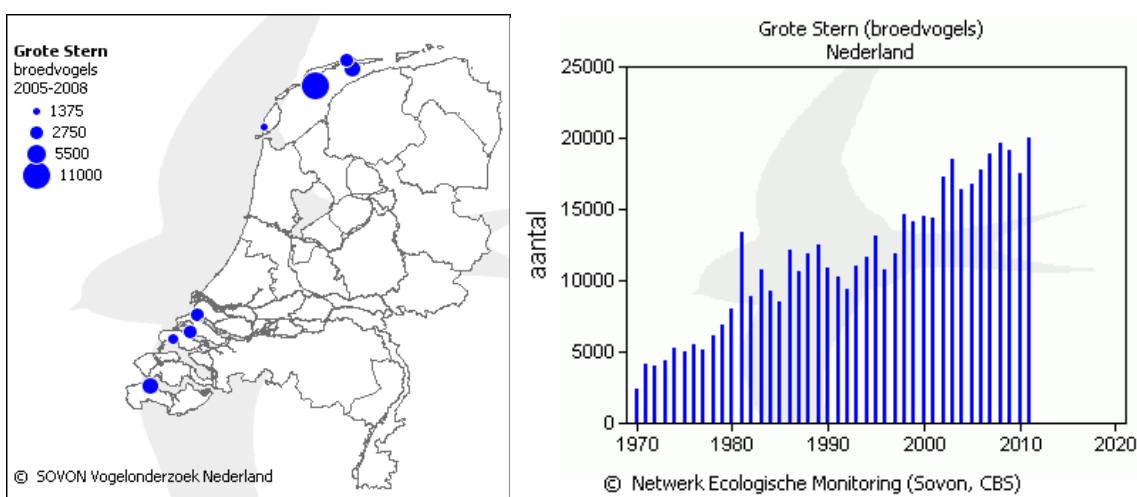 Grote Stern
broedvogels
2005-2008
1375
2750
5500
11000
© SOVON Vogelonderzoek Nederland
Grote Stern (broedvogels)
Nederland
25000
20000
15000
10000
5000
0
aantal
1970 1980 1990 2000 2010 2020
© Netwerk Ecologische Monitoring (Sovon, CBS)